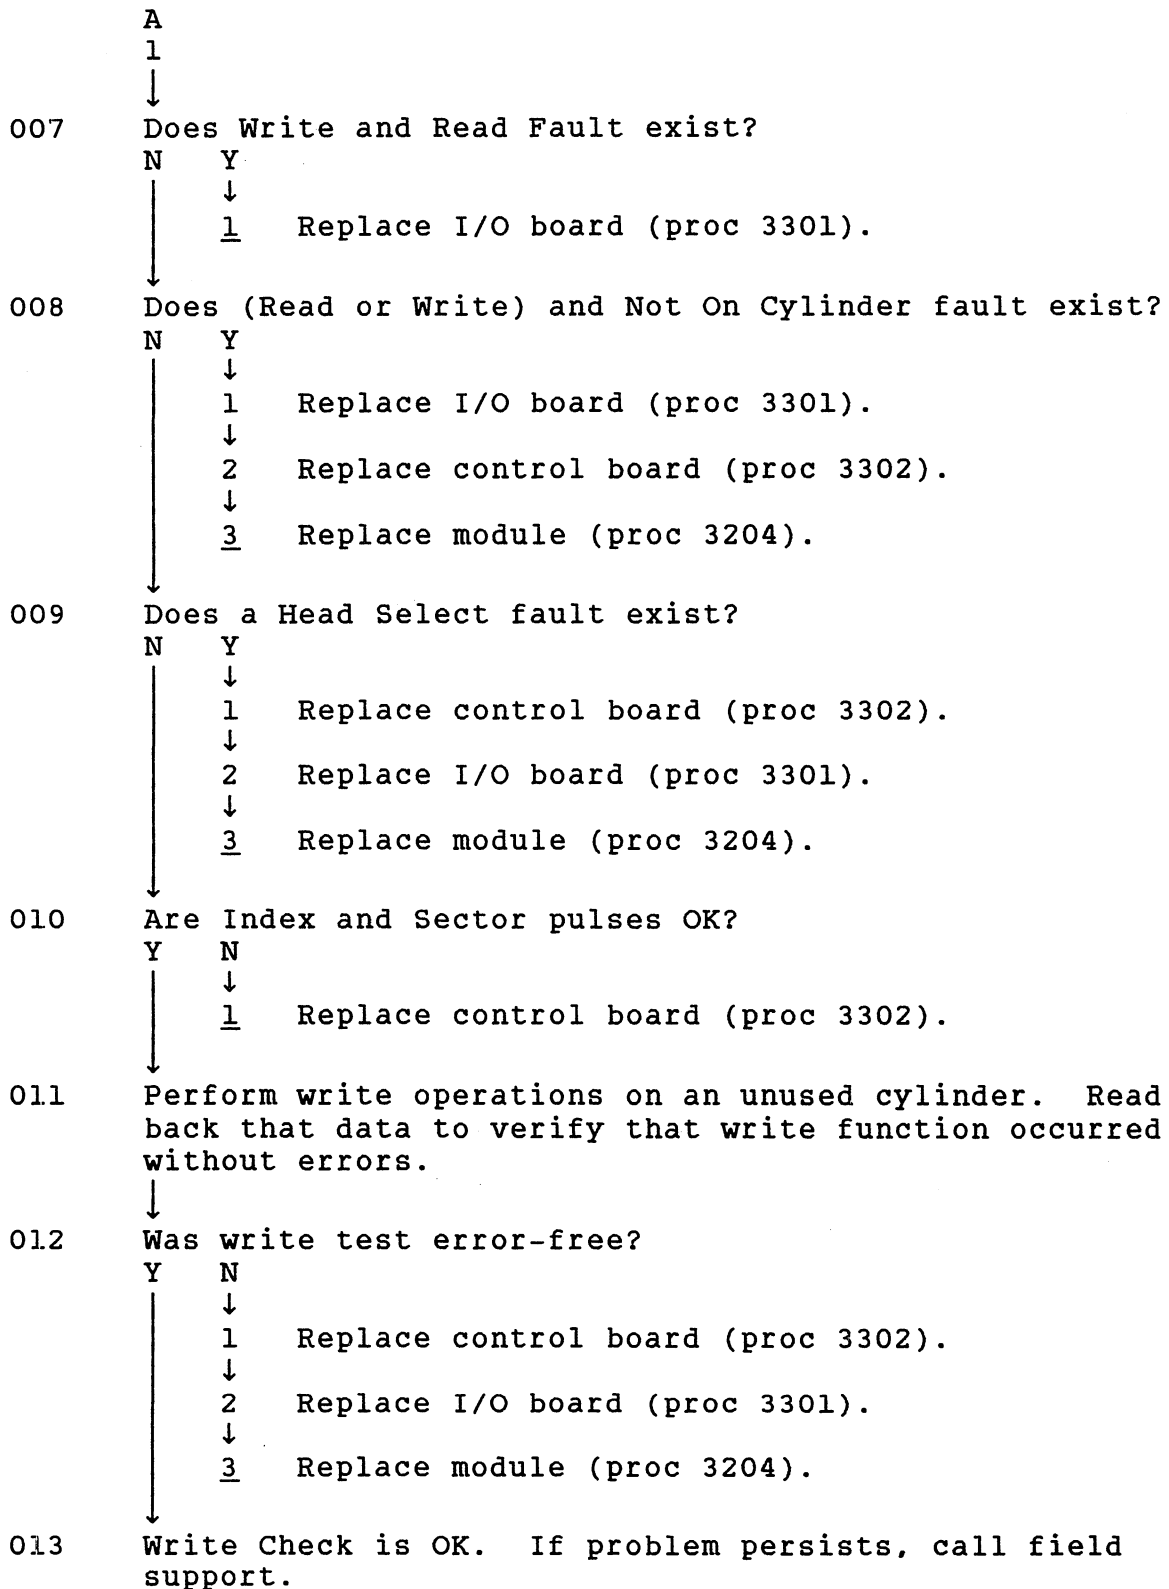 A
1
↓
007 Does Write and Read Fault exist?
N Y
↓
1 Replace I/O board (proc 3301).
008 Does (Read or Write) and Not On Cylinder fault exist?
N Y
↓
1 Replace I/O board (proc 3301).
↓
2 Replace control board (proc 3302).
↓
3 Replace module (proc 3204).
009 Does a Head Select fault exist?
N Y
↓
1 Replace control board (proc 3302).
↓
2 Replace I/O board (proc 3301).
↓
3 Replace module (proc 3204).
010 Are Index and Sector pulses OK?
Y N
↓
1 Replace control board (proc 3302).
011 Perform write operations on an unused cylinder. Read
back that data to verify that write function occurred
without errors.
↓
012 Was write test error-free?
Y N
↓
1 Replace control board (proc 3302).
↓
2 Replace I/O board (proc 3301).
↓
3 Replace module (proc 3204).
013 Write Check is OK. If problem persists, call field
support.